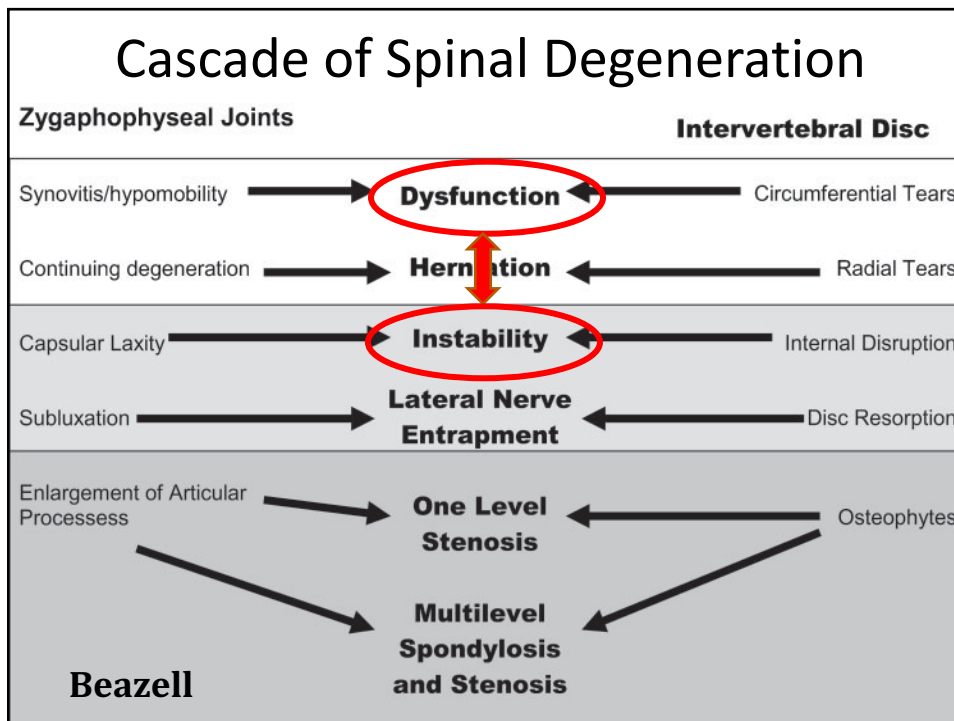 Cascade of Spinal Degeneration
Zygaphophyseal Joints
Intervertebral Disc
Synovitis/hypomobility
Dysfunction
Circumferential Tears
Continuing degeneration
Herniation
Radial Tears
Capsular Laxity
Instability
Internal Disruption
Subluxation
Lateral Nerve
Entrapment
Disc Resorption
Enlargement of Articular
Processess
One Level
Stenosis
Osteophytes
Multilevel
Spondylosis
and Stenosis
Beazell